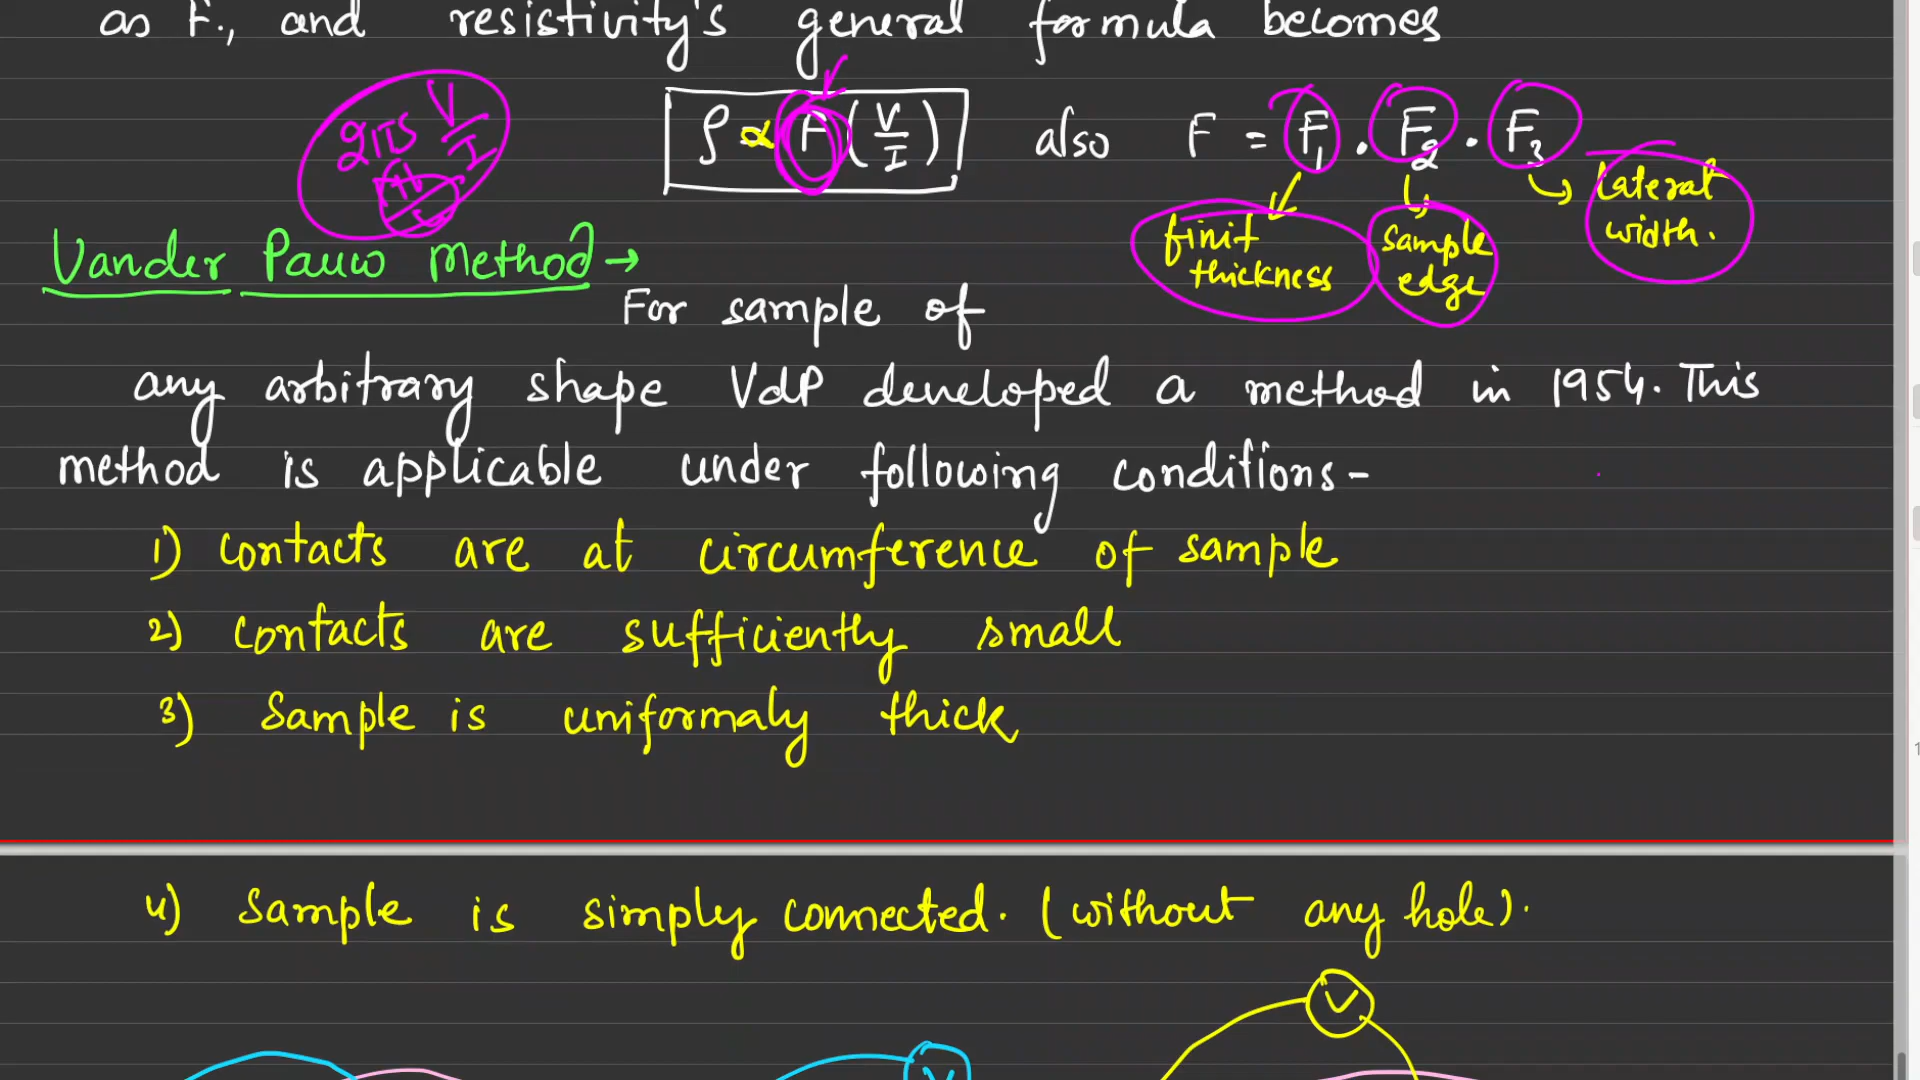 as F., and resistivity's general formula becomes
2πs V/I
ρ ∝ F (V/I) also F = F₁ · F₂ · F₃
finit thickness
sample edge
lateral width.
Vander Pauw Method →
For sample of
any arbitrary shape VdP developed a method in 1954. This
method is applicable under following conditions-
1) contacts are at circumference of sample
2) contacts are sufficiently small
3) Sample is uniformaly thick
4) Sample is simply connected. (without any hole).
V
V